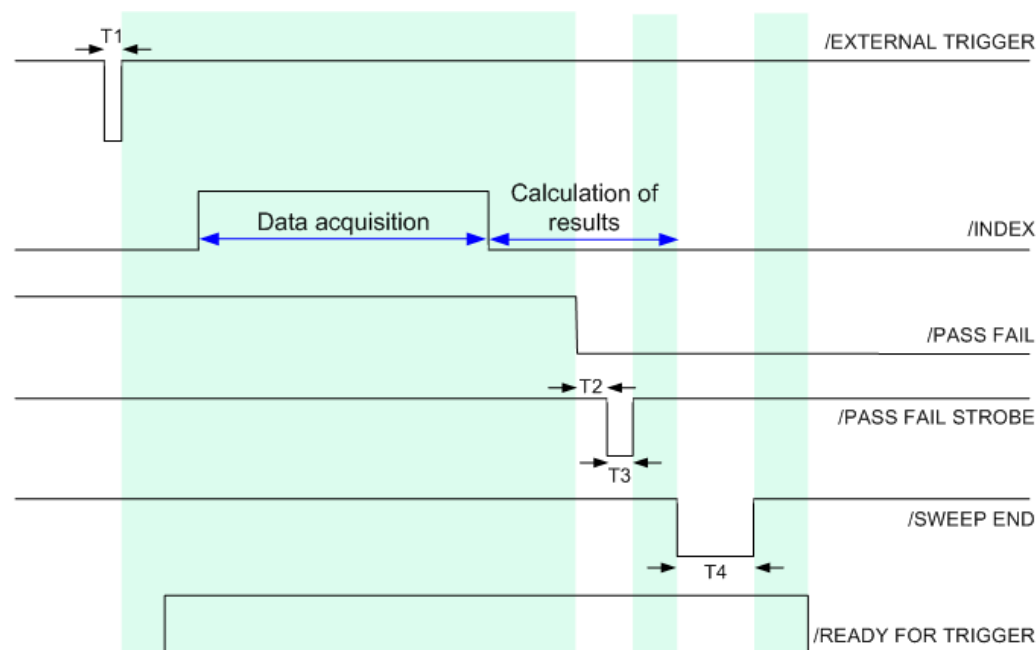 T1
/EXTERNAL TRIGGER
Calculation of
results
Data acquisition
/INDEX
/PASS FAIL
T2
/PASS FAIL STROBE
T3
/SWEEP END
T4
/READY FOR TRIGGER